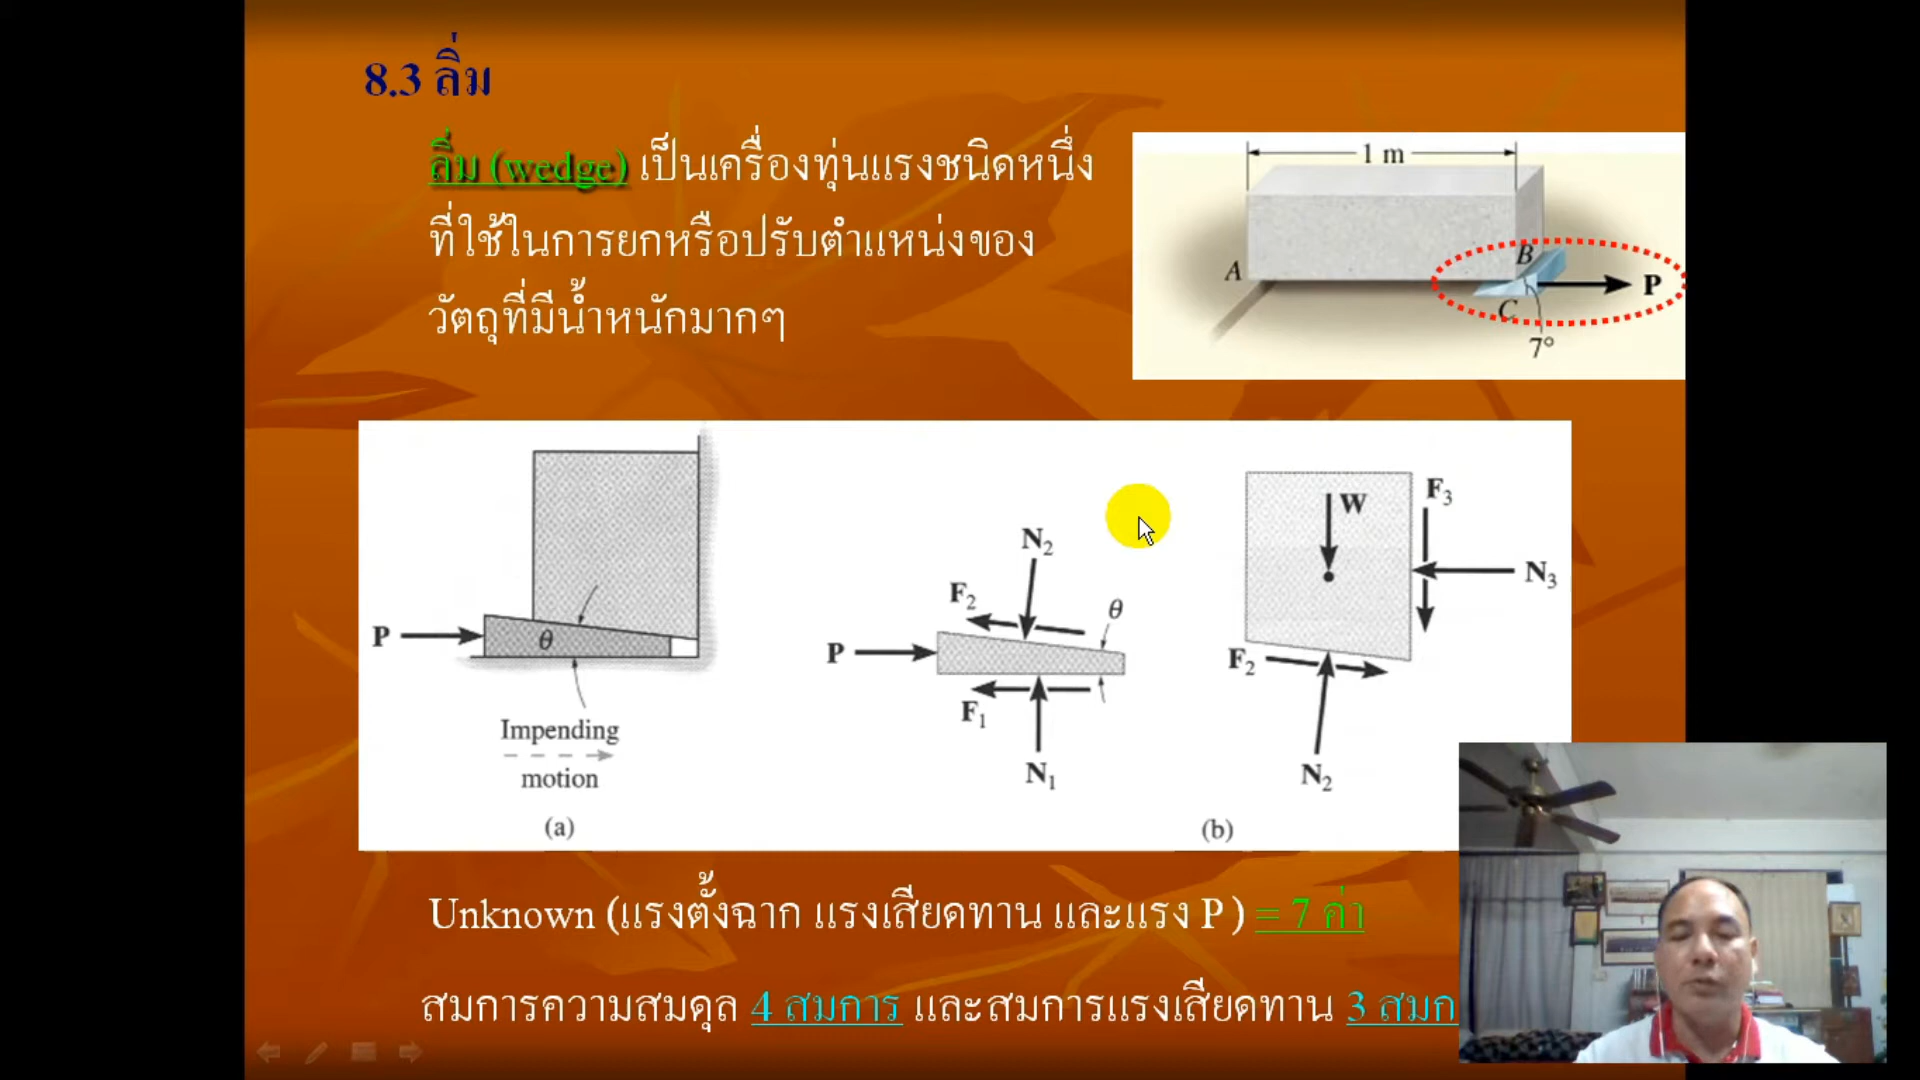 8.3 ลิ่ม
ลิ่ม (wedge) เป็นเครื่องทุ่นแรงชนิดหนึ่ง
ที่ใช้ในการยกหรือปรับตำแหน่งของ
วัตถุที่มีน้ำหนักมากๆ
1 m
A
B
C
P
7°
P
θ
Impending
motion
(a)
N2
F2
θ
P
F1
N1
W
F3
N3
F2
N2
(b)
Unknown (แรงตั้งฉาก แรงเสียดทาน และแรง P ) = 7 ค่า
สมการความสมดุล 4 สมการ และสมการแรงเสียดทาน 3 สมก